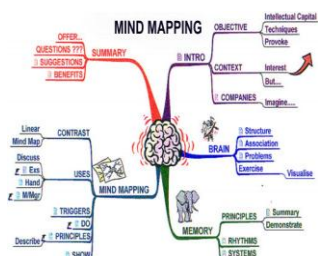 MIND MAPPING
OFFER...
QUESTIONS ???
SUGGESTIONS
BENEFITS
SUMMARY
INTRO
OBJECTIVE
Intellectual Capital
Techniques
Provoke
CONTEXT
Interest
But....
COMPANIES
Imagine.....
BRAIN
Structure
Association
Problems
Exercise
Visualise
MEMORY
PRINCIPLES
Summary
Demonstrate
RHYTHMS
SYSTEMS
MIND MAPPING
CONTRAST
Linear
Mind Map
USES
Discuss
Exs
Hand
M/Mgr
TRIGGERS
DO
PRINCIPLES
Describe
SHOW